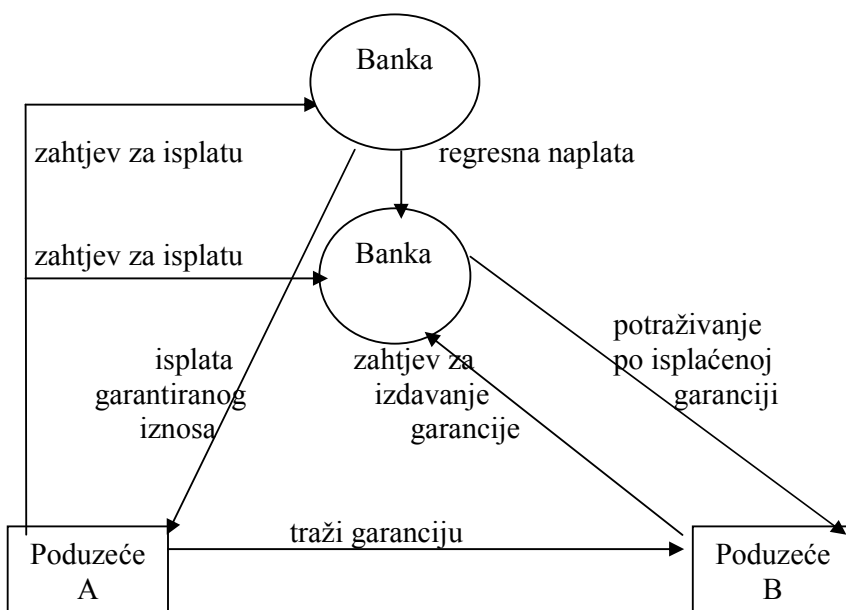 Banka
zahtjev za isplatu
regresna naplata
zahtjev za isplatu
Banka
isplata
garantiranog
iznosa
zahtjev za
izdavanje
garancije
potraživanje
po isplaćenoj
garanciji
traži garanciju
Poduzeće
A
Poduzeće
B